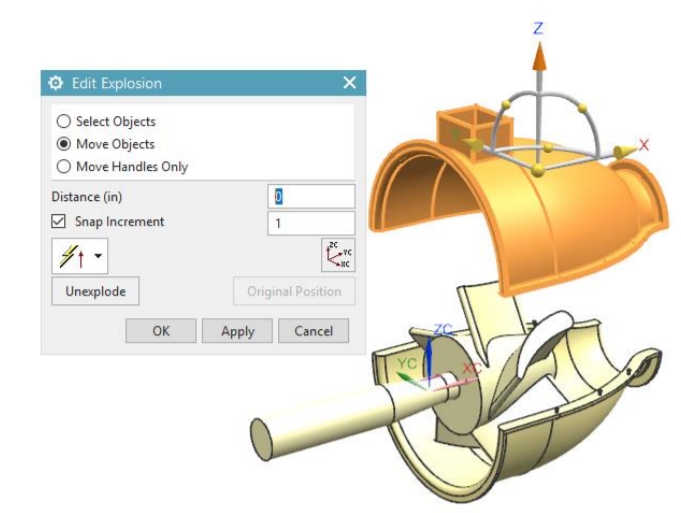 Edit Explosion
Select Objects
Move Objects
Move Handles Only
Distance (in) 0
Snap Increment 1
ZC
YC
XC
Unexplode Original Position
OK Apply Cancel
Z
X
ZC
YC
XC